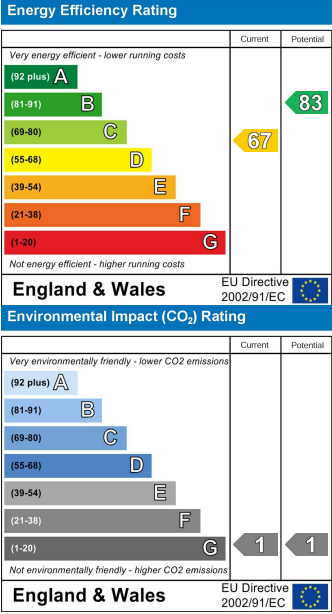 Energy Efficiency Rating
Current Potential
Very energy efficient - lower running costs
(92 plus) A
(81-91) B
83
(69-80) C
67
(55-68) D
(39-54) E
(21-38) F
(1-20) G
Not energy efficient - higher running costs
England & Wales
EU Directive
2002/91/EC
Environmental Impact (CO₂) Rating
Current Potential
Very environmentally friendly - lower CO2 emissions
(92 plus) A
(81-91) B
(69-80) C
(55-68) D
(39-54) E
(21-38) F
(1-20) G 1 1
Not environmentally friendly - higher CO2 emissions
England & Wales
EU Directive
2002/91/EC